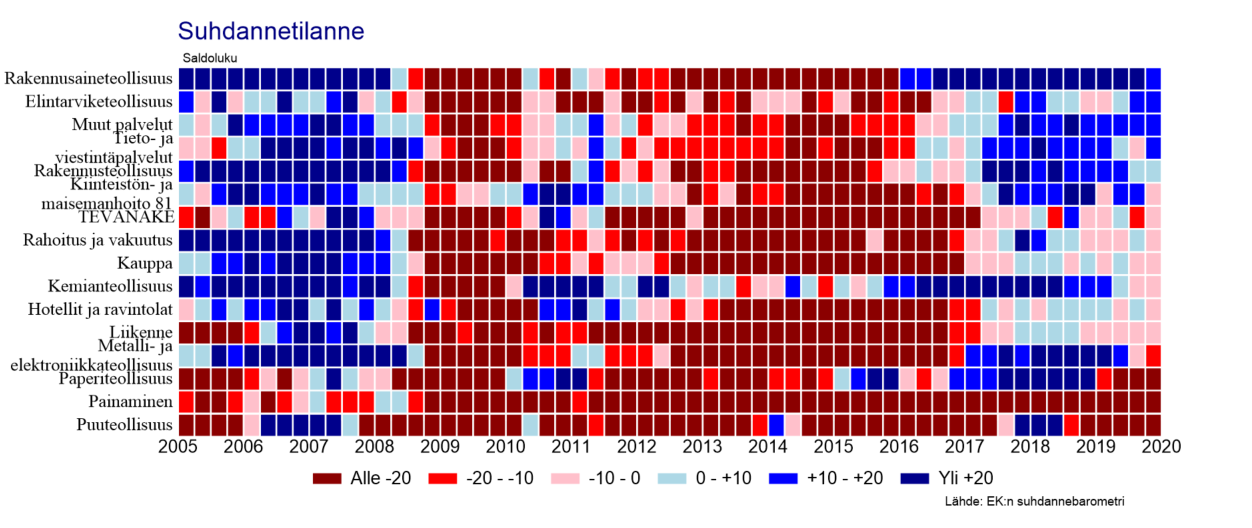 Suhdannetilanne
Saldoluku
Rakennusaineteollisuus
Elintarviketeollisuus
Muut palvelut
Tieto- ja
viestintäpalvelut
Rakennusteollisuus
Kiinteistön- ja
maisemanhoito 81
TEVANAKE
Rahoitus ja vakuutus
Kauppa
Kemianteollisuus
Hotellit ja ravintolat
Liikenne
Metalli- ja
elektroniikkateollisuus
Paperiteollisuus
Painaminen
Puuteollisuus
2005 2006 2007 2008 2009 2010 2011 2012 2013 2014 2015 2016 2017 2018 2019 2020
Alle -20 -20 - -10 -10 - 0 0 - +10 +10 - +20 Yli +20
Lähde: EK:n suhdannebarometri